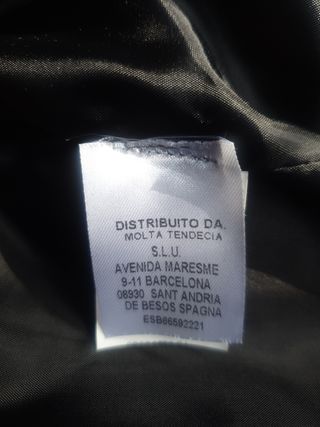 DISTRIBUITO DA.
MOLTA TENDECIA
S.L.U.
AVENIDA MARESME
9-11 BARCELONA
08930 SANT ANDRIA
DE BESOS SPAGNA
ESB66592221